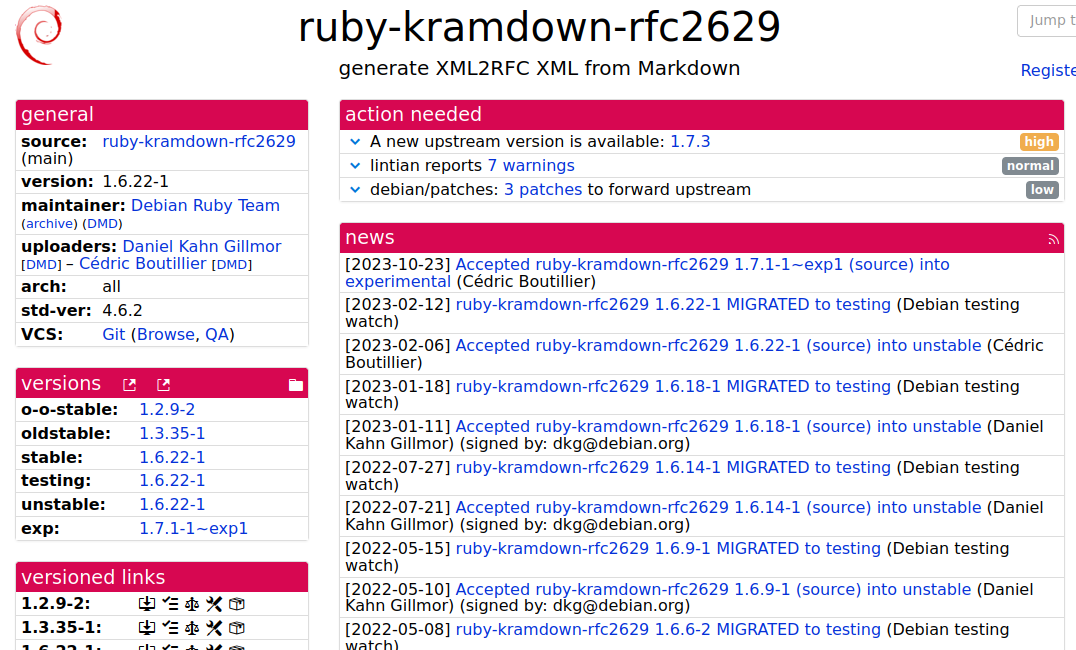 ruby-kramdown-rfc2629
generate XML2RFC XML from Markdown
Jump t
Registe
general
source: ruby-kramdown-rfc2629
(main)
version: 1.6.22-1
maintainer: Debian Ruby Team
(archive) (DMD)
uploaders: Daniel Kahn Gillmor
[DMD] – Cédric Boutillier [DMD]
arch: all
std-ver: 4.6.2
VCS: Git (Browse, QA)
versions
o-o-stable: 1.2.9-2
oldstable: 1.3.35-1
stable: 1.6.22-1
testing: 1.6.22-1
unstable: 1.6.22-1
exp: 1.7.1-1~exp1
versioned links
1.2.9-2:
1.3.35-1:
1.6.22-1:
action needed
A new upstream version is available: 1.7.3 high
lintian reports 7 warnings normal
debian/patches: 3 patches to forward upstream low
news
[2023-10-23] Accepted ruby-kramdown-rfc2629 1.7.1-1~exp1 (source) into
experimental (Cédric Boutillier)
[2023-02-12] ruby-kramdown-rfc2629 1.6.22-1 MIGRATED to testing (Debian testing
watch)
[2023-02-06] Accepted ruby-kramdown-rfc2629 1.6.22-1 (source) into unstable (Cédric
Boutillier)
[2023-01-18] ruby-kramdown-rfc2629 1.6.18-1 MIGRATED to testing (Debian testing
watch)
[2023-01-11] Accepted ruby-kramdown-rfc2629 1.6.18-1 (source) into unstable (Daniel
Kahn Gillmor) (signed by: dkg@debian.org)
[2022-07-27] ruby-kramdown-rfc2629 1.6.14-1 MIGRATED to testing (Debian testing
watch)
[2022-07-21] Accepted ruby-kramdown-rfc2629 1.6.14-1 (source) into unstable (Daniel
Kahn Gillmor) (signed by: dkg@debian.org)
[2022-05-15] ruby-kramdown-rfc2629 1.6.9-1 MIGRATED to testing (Debian testing
watch)
[2022-05-10] Accepted ruby-kramdown-rfc2629 1.6.9-1 (source) into unstable (Daniel
Kahn Gillmor) (signed by: dkg@debian.org)
[2022-05-08] ruby-kramdown-rfc2629 1.6.6-2 MIGRATED to testing (Debian testing
watch)